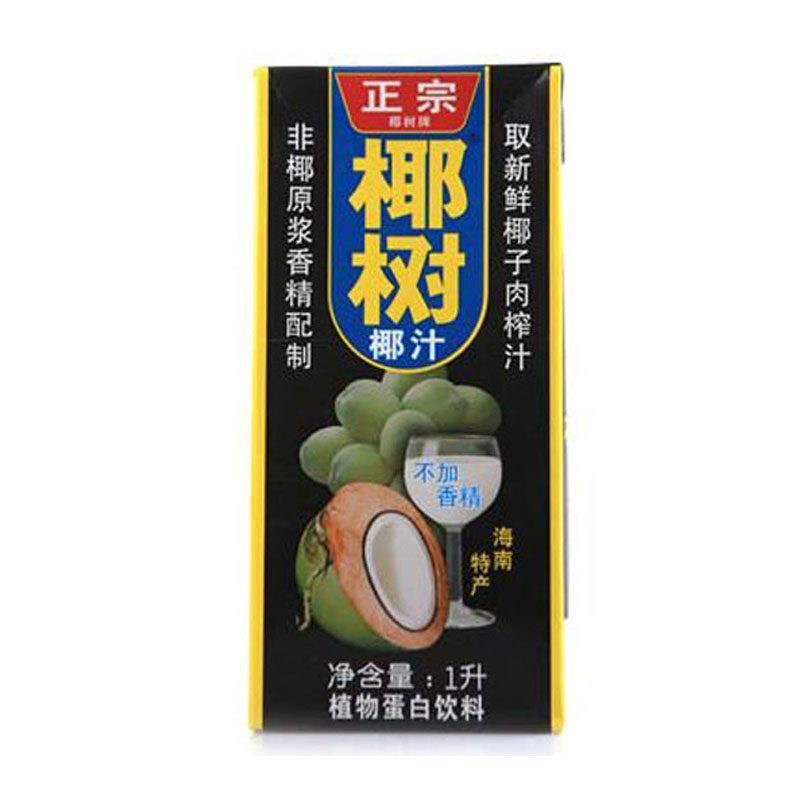 正宗
椰树牌
椰树
椰汁
取新鲜椰子肉榨汁
非椰原浆香精配制
不加
香精
海南
特产
净含量：1升
植物蛋白饮料